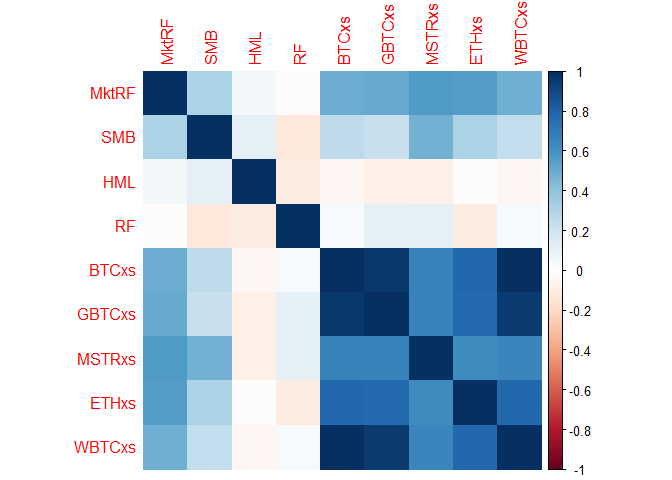 MktRF
SMB
HML
RF
BTCxs
GBTCxs
MSTRxs
ETHxs
WBTCxs
MktRF
SMB
HML
RF
BTCxs
GBTCxs
MSTRxs
ETHxs
WBTCxs
1
0.8
0.6
0.4
0.2
0
-0.2
-0.4
-0.6
-0.8
-1